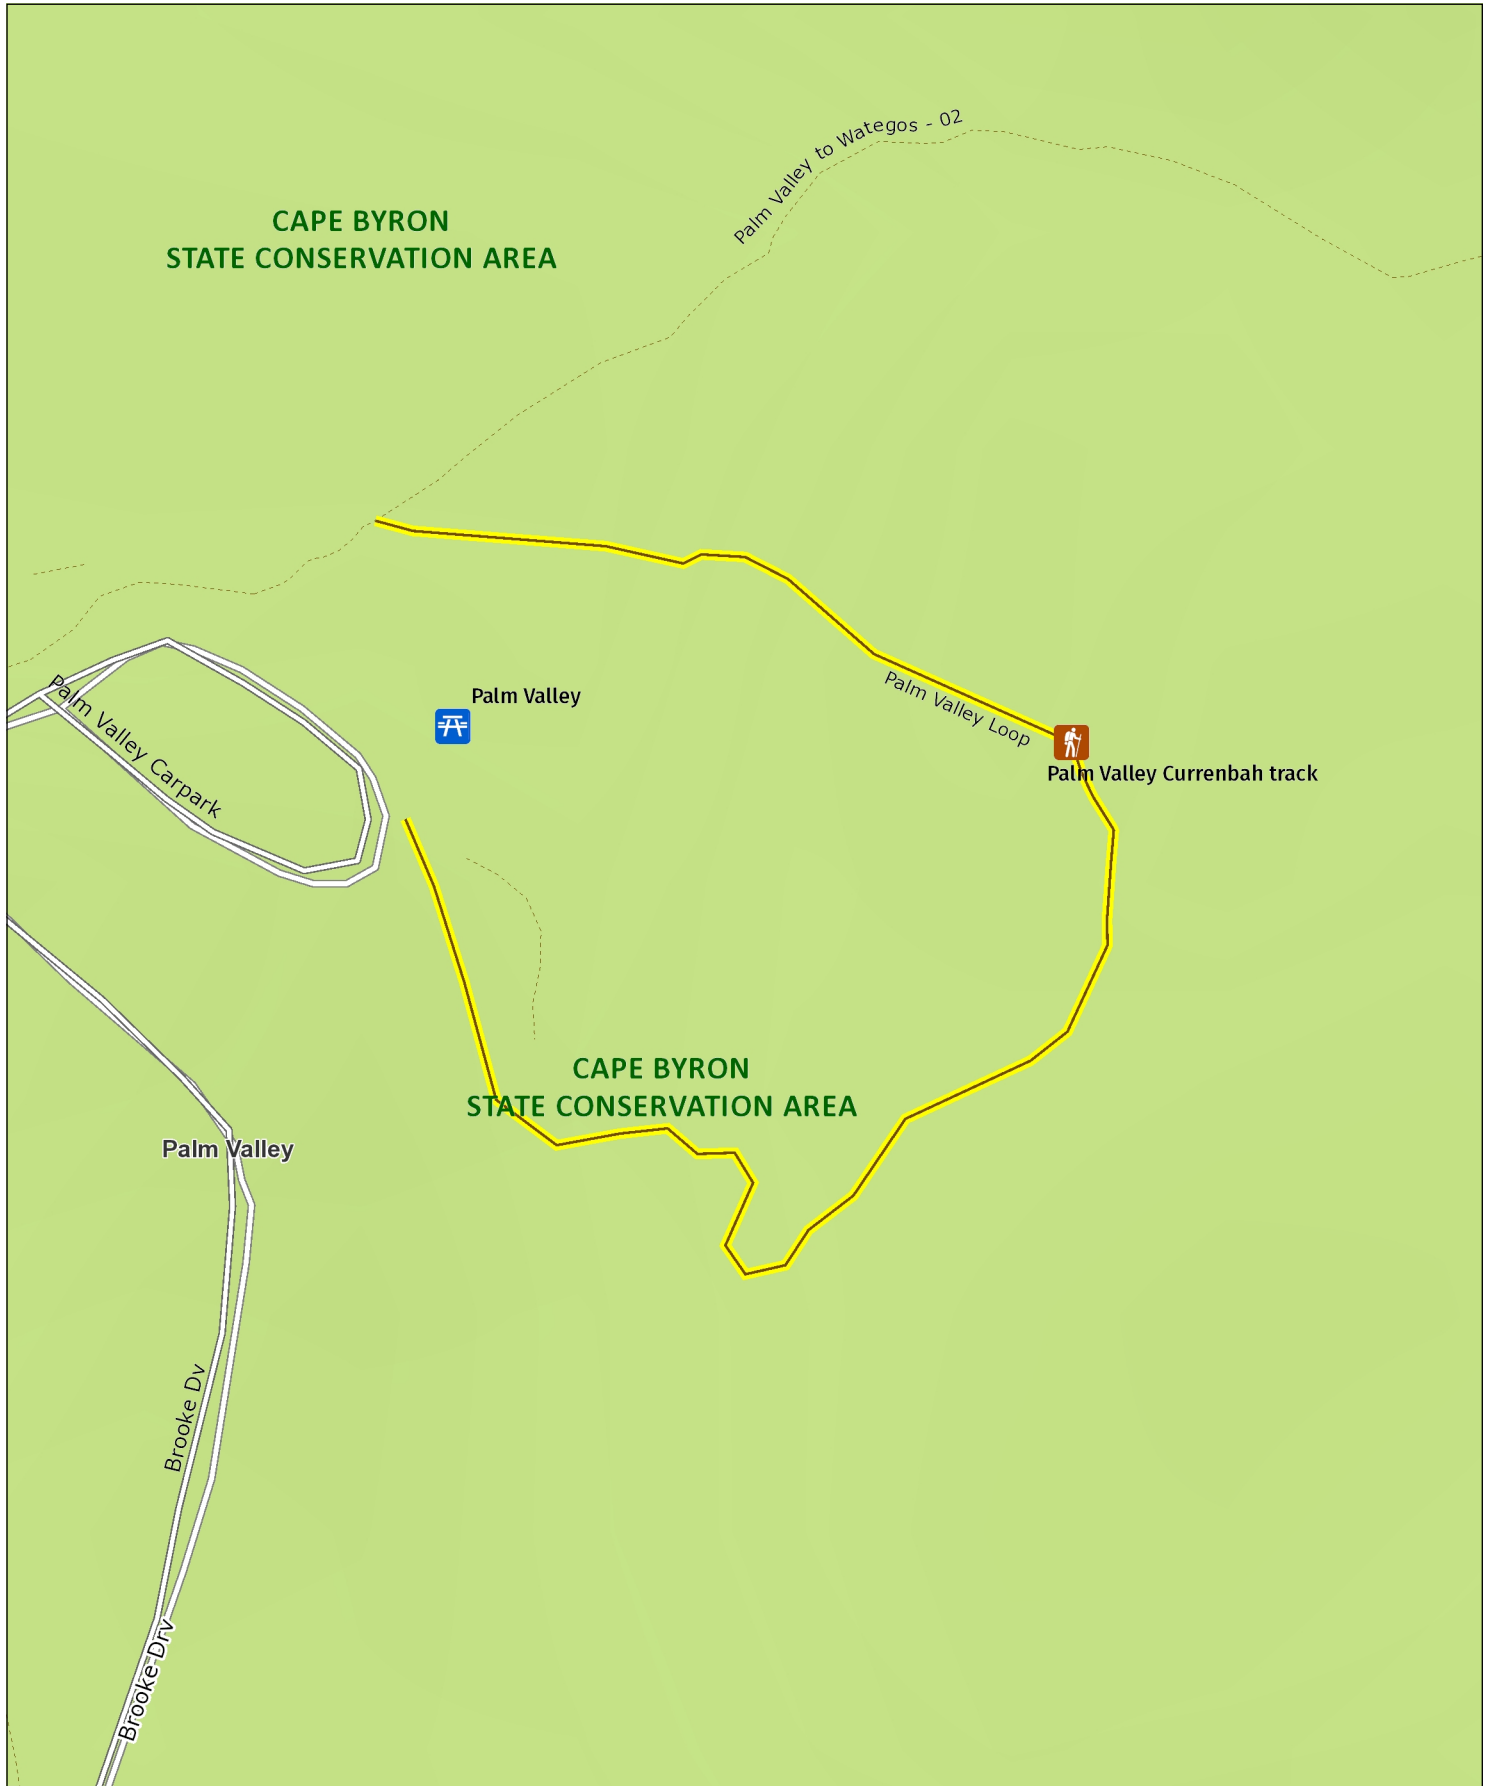 Palm Valley to Wategos - 02
CAPE BYRON
STATE CONSERVATION AREA
Palm Valley Carpark
Palm Valley
Palm Valley Loop
Palm Valley Currenbah track
CAPE BYRON
STATE CONSERVATION AREA
Palm Valley
Brooke Dv
Brooke Drv